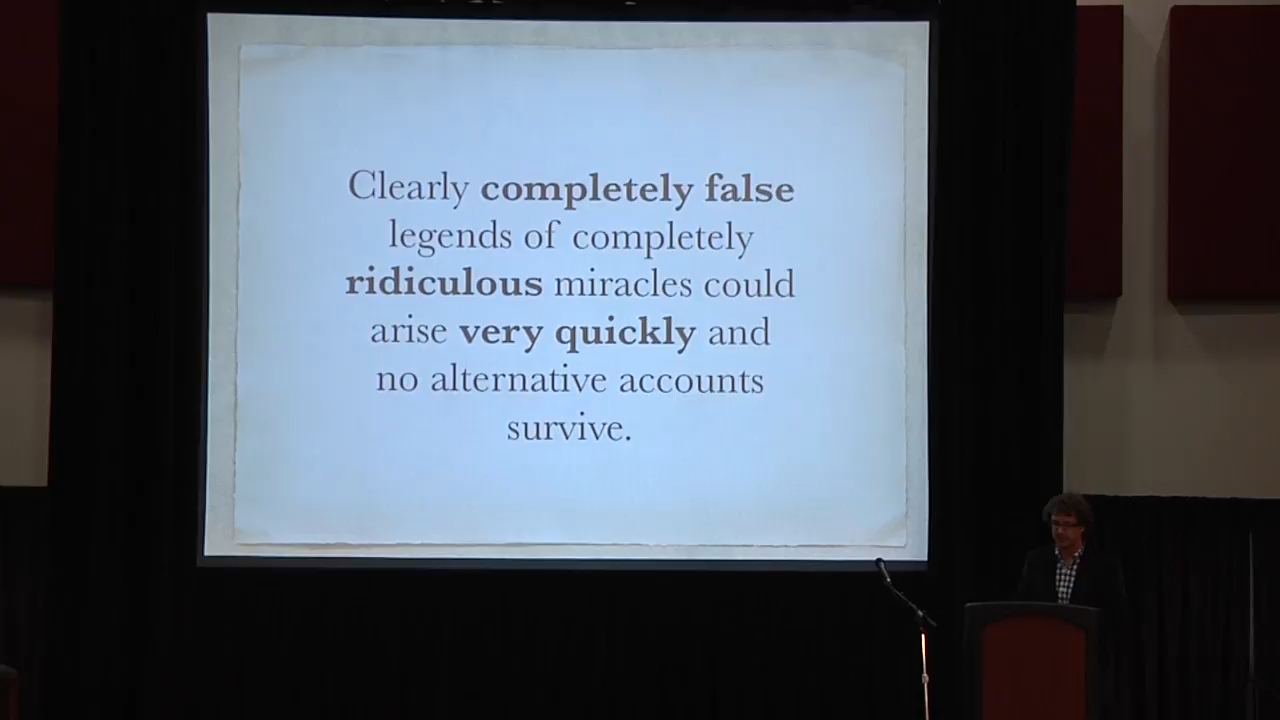 Clearly completely false
legends of completely
ridiculous miracles could
arise very quickly and
no alternative accounts
survive.